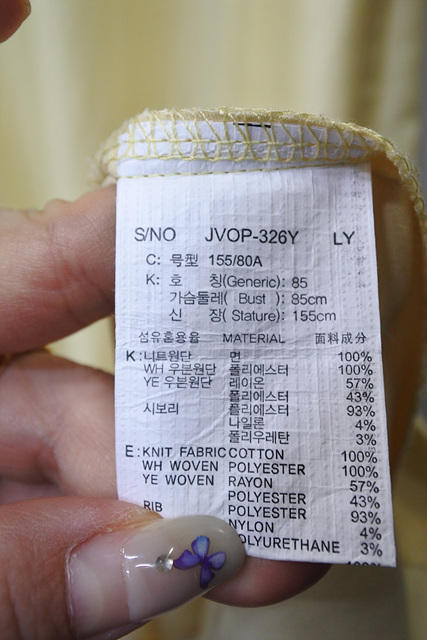 S/NO JVOP-326Y LY
C: 号型 155/80A
K: 호 칭(Generic): 85
가슴둘레( Bust ): 85cm
신 장( Stature): 155cm
섬유혼용율 MATERIAL 面料成分
K: 니트원단 면 100%
WH 우븐원단 폴리에스터 100%
YE 우븐원단 레이온 57%
폴리에스터 43%
시보리 폴리에스터 93%
나일론 4%
폴리우레탄 3%
E: KNIT FABRIC COTTON 100%
WH WOVEN POLYESTER 100%
YE WOVEN RAYON 57%
POLYESTER 43%
RIB 93%
NYLON 4%
OLYURETHANE 3%
100%